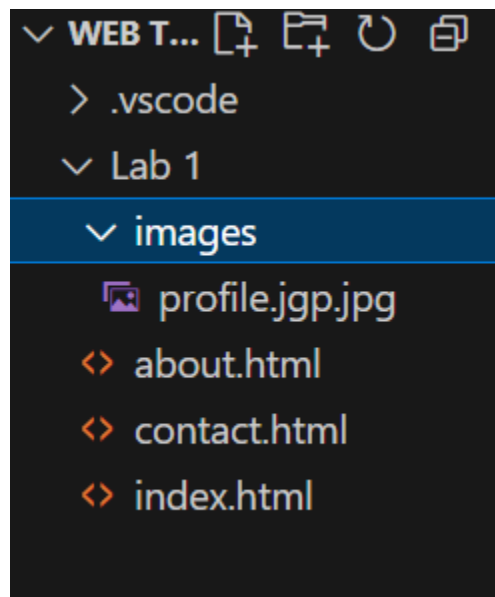 WEB T...
.vscode
Lab 1
images
profile.jgp.jpg
about.html
contact.html
index.html